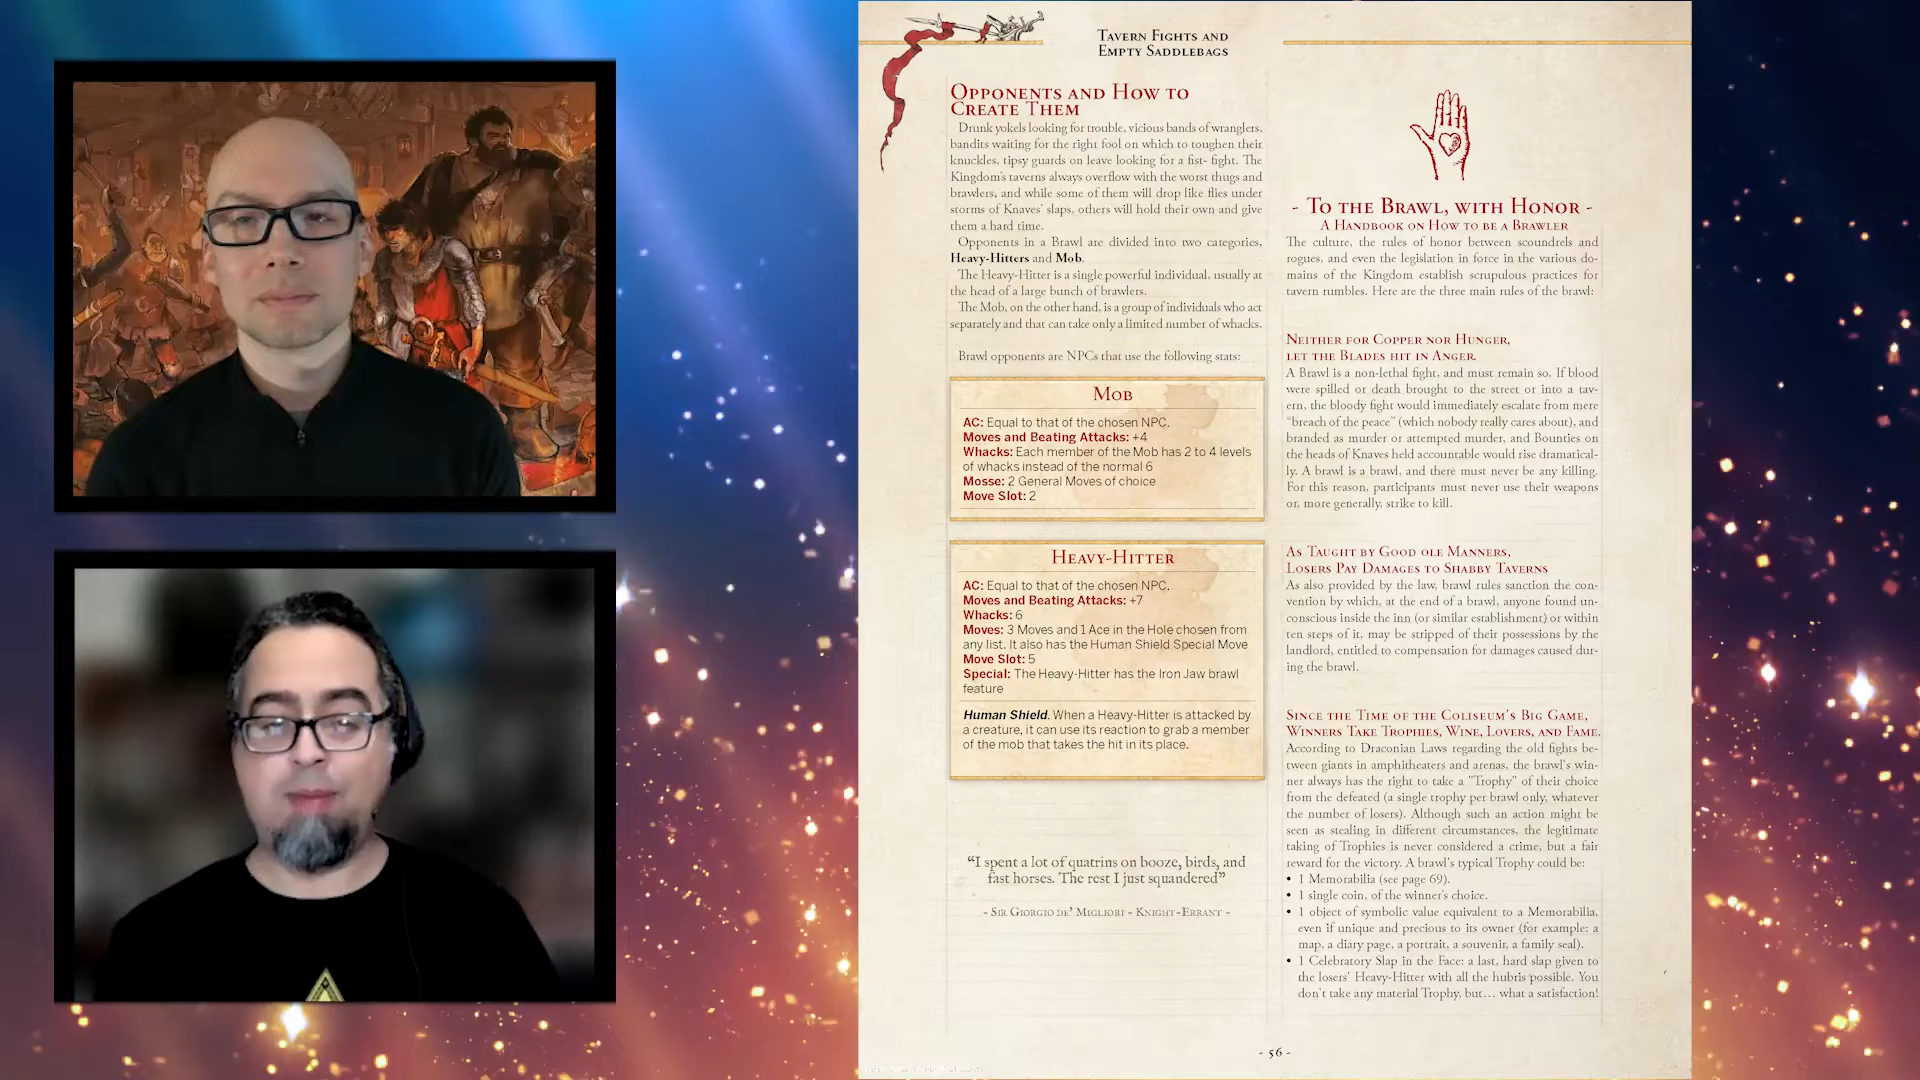 Tavern Fights and
Empty Saddlebags
Opponents and How to
Create Them
Drunk yokels looking for trouble, vicious bands of wranglers,
bandits waiting for the right fool on which to toughen their
knuckles, tipsy guards on leave looking for a fist- fight. The
Kingdom's taverns always overflow with the worst thugs and
brawlers, and while some of them will drop like flies under
storms of Knaves' slaps, others will hold their own and give
them a hard time.
Opponents in a Brawl are divided into two categories,
Heavy-Hitters and Mob.
The Heavy-Hitter is a single powerful individual, usually at
the head of a large bunch of brawlers.
The Mob, on the other hand, is a group of individuals who act
separately and that can take only a limited number of whacks.
Brawl opponents are NPCs that use the following stats:
Mob
AC: Equal to that of the chosen NPC.
Moves and Beating Attacks: +4
Whacks: Each member of the Mob has 2 to 4 levels
of whacks instead of the normal 6
Mosse: 2 General Moves of choice
Move Slot: 2
Heavy-Hitter
AC: Equal to that of the chosen NPC.
Moves and Beating Attacks: +7
Whacks: 6
Moves: 3 Moves and 1 Ace in the Hole chosen from
any list. It also has the Human Shield Special Move
Move Slot: 5
Special: The Heavy-Hitter has the Iron Jaw brawl
feature
Human Shield. When a Heavy-Hitter is attacked by
a creature, it can use its reaction to grab a member
of the mob that takes the hit in its place.
“I spent a lot of quatrins on booze, birds, and
fast horses. The rest I just squandered”
- Sir Giorgio de' Migliori - Knight-Errant -
- To the Brawl, with Honor -
A Handbook on How to be a Brawler
The culture, the rules of honor between scoundrels and
rogues, and even the legislation in force in the various do-
mains of the Kingdom establish scrupulous practices for
tavern rumbles. Here are the three main rules of the brawl:
Neither for Copper nor Hunger,
let the Blades hit in Anger.
A Brawl is a non-lethal fight, and must remain so. If blood
were spilled or death brought to the street or into a tav-
ern, the bloody fight would immediately escalate from mere
"breach of the peace" (which nobody really cares about), and
branded as murder or attempted murder, and Bounties on
the heads of Knaves held accountable would rise dramatical-
ly. A brawl is a brawl, and there must never be any killing.
For this reason, participants must never use their weapons
or, more generally, strike to kill.
As Taught by Good ole Manners,
Losers Pay Damages to Shabby Taverns
As also provided by the law, brawl rules sanction the con-
vention by which, at the end of a brawl, anyone found un-
conscious inside the inn (or similar establishment) or within
ten steps of it, may be stripped of their possessions by the
landlord, entitled to compensation for damages caused dur-
ing the brawl.
Since the Time of the Coliseum's Big Game,
Winners Take Trophies, Wine, Lovers, and Fame.
According to Draconian Laws regarding the old fights be-
tween giants in amphitheaters and arenas, the brawl's win-
ner always has the right to take a "Trophy" of their choice
from the defeated (a single trophy per brawl only, whatever
the number of losers). Although such an action might be
seen as stealing in different circumstances, the legitimate
taking of Trophies is never considered a crime, but a fair
reward for the victory. A brawl's typical Trophy could be:
• 1 Memorabilia (see page 69).
• 1 single coin, of the winner's choice.
• 1 object of symbolic value equivalent to a Memorabilia,
even if unique and precious to its owner (for example: a
map, a diary page, a portrait, a souvenir, a family seal).
• 1 Celebratory Slap in the Face: a last, hard slap given to
the losers' Heavy-Hitter with all the hubris possible. You
don't take any material Trophy, but… what a satisfaction!
- 56 -